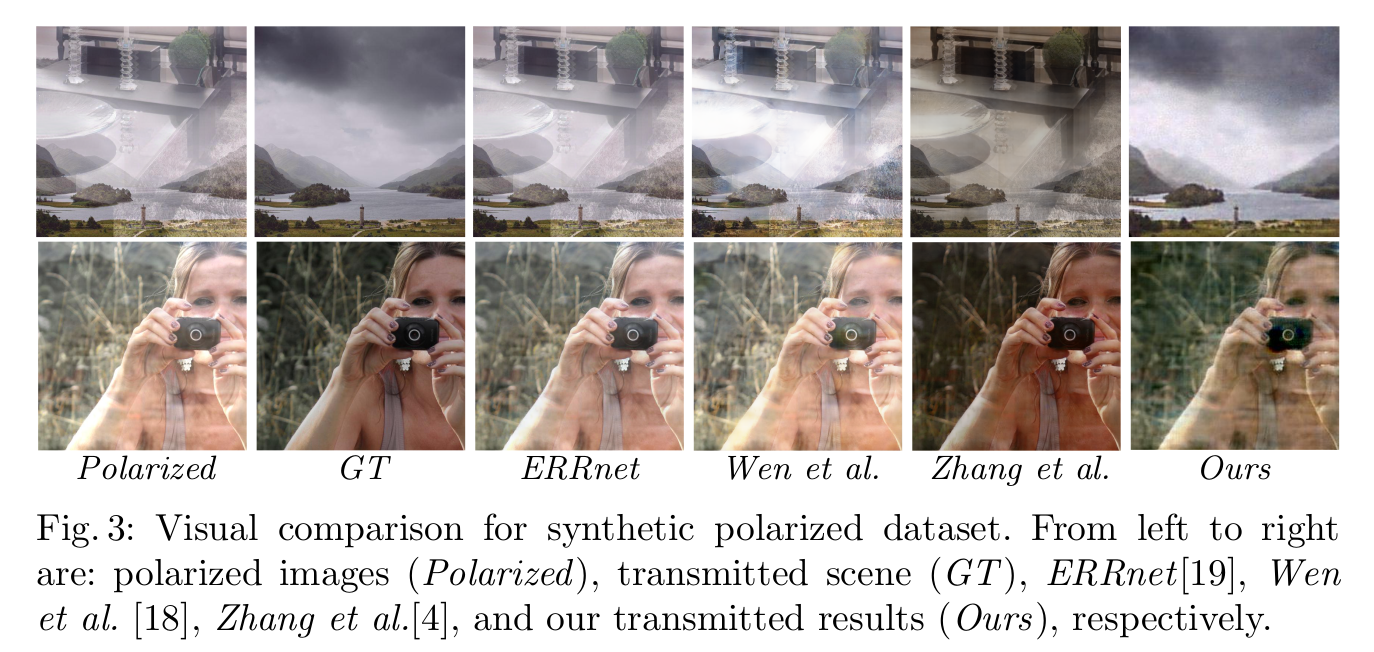 Polarized GT ERRnet Wen et al. Zhang et al. Ours
Fig. 3: Visual comparison for synthetic polarized dataset. From left to right
are: polarized images (Polarized), transmitted scene (GT), ERRnet[19], Wen
et al. [18], Zhang et al.[4], and our transmitted results (Ours), respectively.